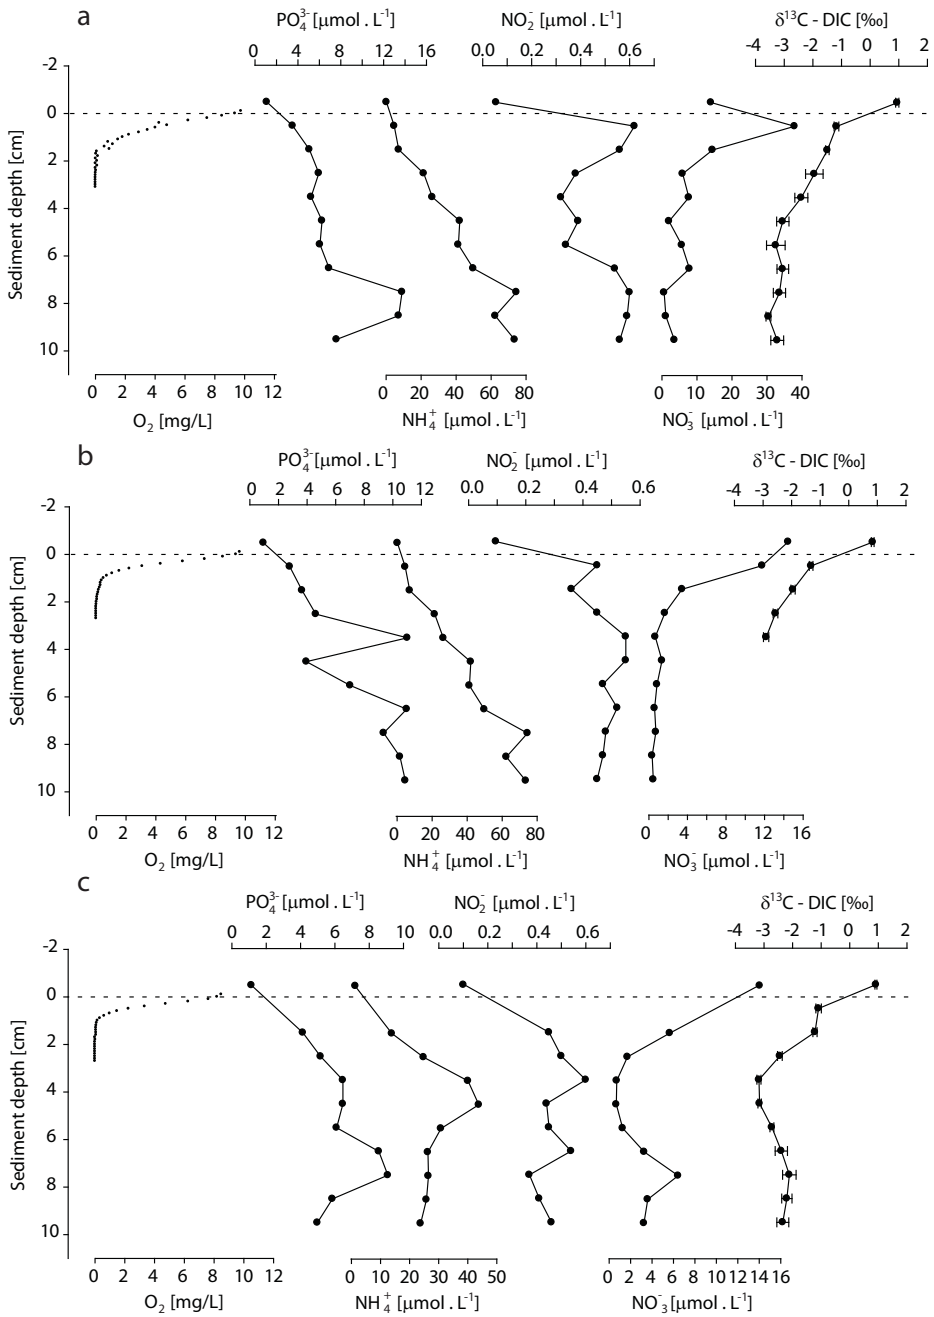 a
PO₄³⁻ [μmol . L⁻¹] NO₂⁻ [μmol . L⁻¹] δ¹³C - DIC [‰]
0 4 8 12 16 0.0 0.2 0.4 0.6 -4 -3 -2 -1 0 1 2
-2
0
2
4
6
8
10
Sediment depth [cm]
0 2 4 6 8 10 12 0 20 40 60 80 0 10 20 30 40
O₂ [mg/L] NH₄⁺ [μmol . L⁻¹] NO₃⁻ [μmol . L⁻¹]
b
PO₄³⁻ [μmol . L⁻¹] NO₂⁻ [μmol . L⁻¹] δ¹³C - DIC [‰]
0 2 4 6 8 10 12 0.0 0.2 0.4 0.6 -4 -3 -2 -1 0 1 2
-2
0
2
4
6
8
10
Sediment depth [cm]
0 2 4 6 8 10 12 0 20 40 60 80 0 4 8 12 16
O₂ [mg/L] NH₄⁺ [μmol . L⁻¹] NO₃⁻ [μmol . L⁻¹]
c
PO₄³⁻ [μmol . L⁻¹] NO₂⁻ [μmol . L⁻¹] δ¹³C - DIC [‰]
0 2 4 6 8 10 0.0 0.2 0.4 0.6 -4 -3 -2 -1 0 1 2
-2
0
2
4
6
8
10
Sediment depth [cm]
0 2 4 6 8 10 12 0 10 20 30 40 50 0 2 4 6 8 10 12 14 16
O₂ [mg/L] NH₄⁺ [μmol . L⁻¹] NO₃⁻ [μmol . L⁻¹]